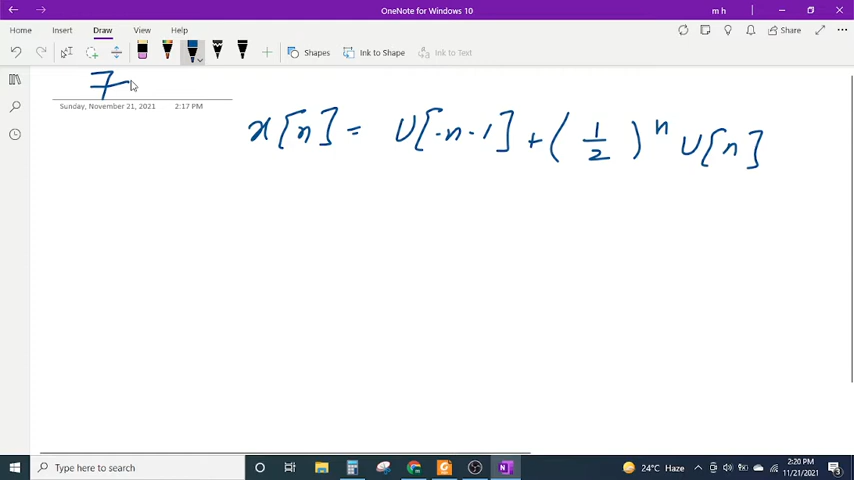 OneNote for Windows 10
m h
Home Insert Draw View Help
Share
Shapes Ink to Shape Ink to Text
7
Sunday, November 21, 2021 2:17 PM
x[n] = U[-n-1] + (1/2)^n U[n]
Type here to search
24°C Haze
2:20 PM
11/21/2021
3